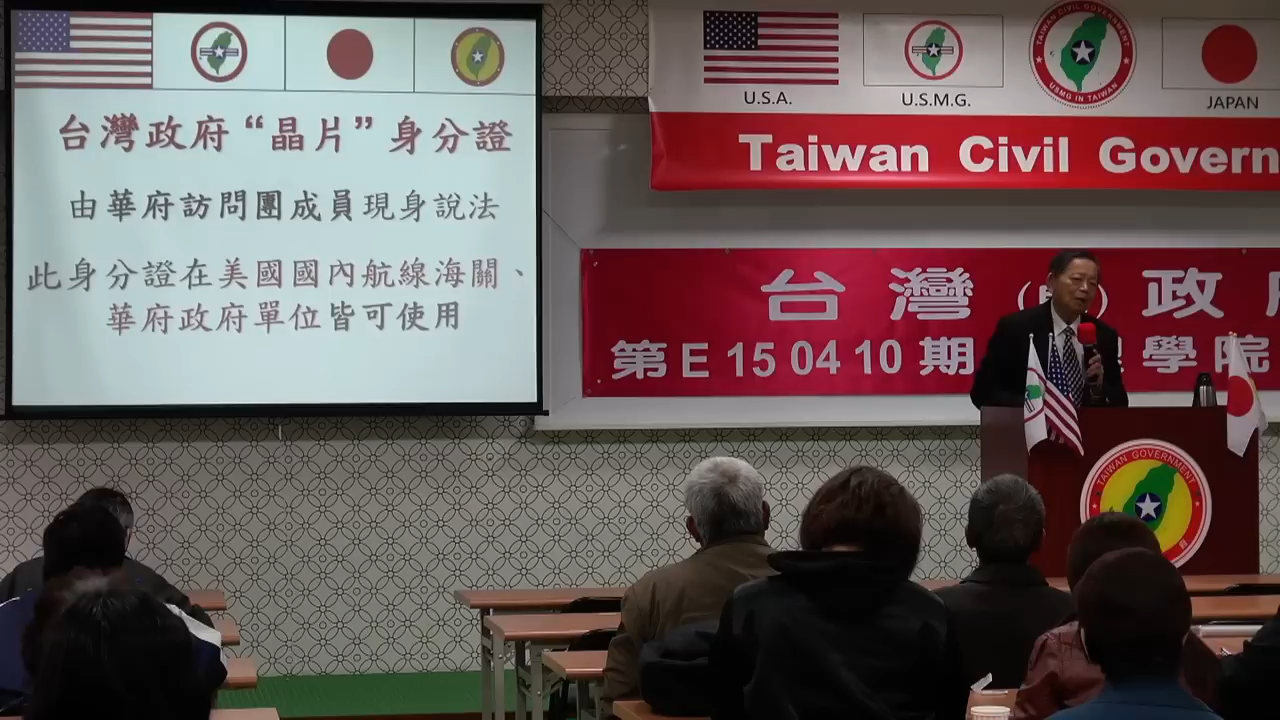 台灣政府“晶片”身分證
由華府訪問團成員現身說法
此身分證在美國國內航線海關、
華府政府單位皆可使用
U.S.A.
U.S.M.G.
TAIWAN CIVIL GOVERNMENT
USMG IN TAIWAN
JAPAN
Taiwan Civil Govern
台灣( )政
第E 15 04 10期 學院
TAIWAN GOVERNMENT